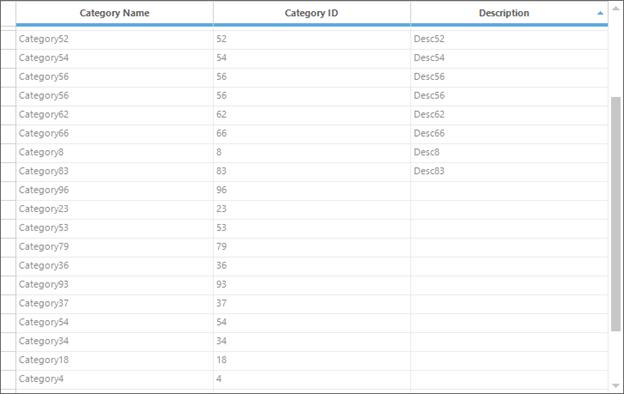 Category Name Category ID Description
Category52 52 Desc52
Category54 54 Desc54
Category56 56 Desc56
Category56 56 Desc56
Category62 62 Desc62
Category66 66 Desc66
Category8 8 Desc8
Category83 83 Desc83
Category96 96
Category23 23
Category53 53
Category79 79
Category36 36
Category93 93
Category37 37
Category54 54
Category34 34
Category18 18
Category4 4